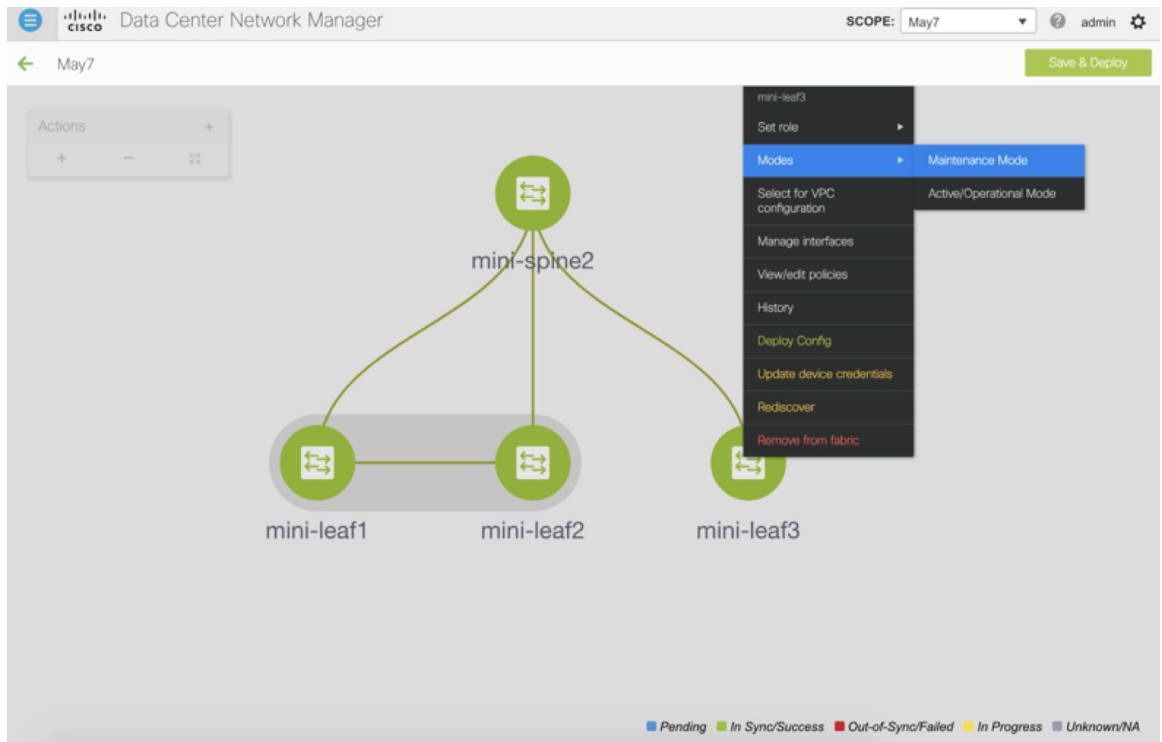 cisco Data Center Network Manager
SCOPE: May7 admin
May7
Save & Deploy
Actions
mini-leaf3
Set role
Modes
Maintenance Mode
Select for VPC
configuration
Active/Operational Mode
Manage interfaces
View/edit policies
History
Deploy Config
Update device credentials
Rediscover
Remove from fabric
mini-spine2
mini-leaf1
mini-leaf2
mini-leaf3
Pending In Sync/Success Out-of-Sync/Failed In Progress Unknown/NA